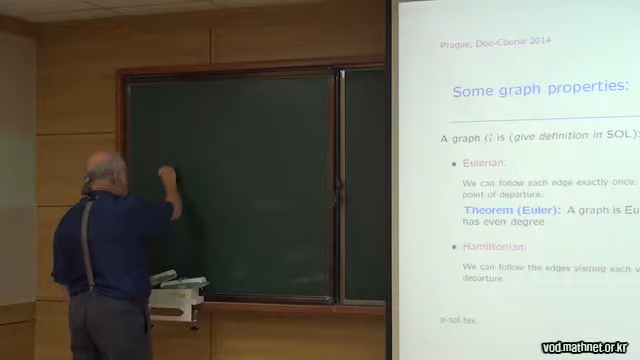 Prague, Doc-Course 2014
Some graph properties:
A graph G is (give definition in SOL):
• Eulerian:
We can follow each edge exactly once,
point of departure.
Theorem (Euler): A graph is Eu
has even degree
• Hamiltonian:
We can follow the edges visiting each v
departure
p-sol.tex
vod.mathnet.or.kr